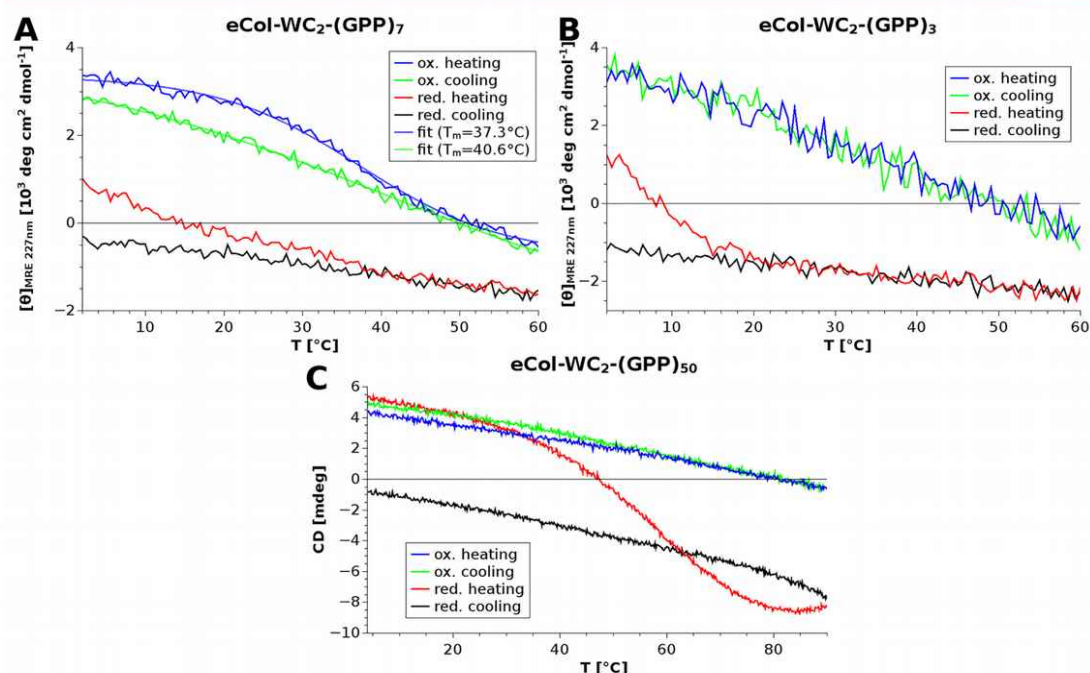 A
eCol-WC₂-(GPP)₇
[θ]MRE 227nm [10³ deg cm² dmol⁻¹]
4
2
0
−2
ox. heating
ox. cooling
red. heating
red. cooling
fit (Tₘ=37.3°C)
fit (Tₘ=40.6°C)
10 20 30 40 50 60
T [°C]
B
eCol-WC₂-(GPP)₃
[θ]MRE 227nm [10³ deg cm² dmol⁻¹]
4
2
0
−2
ox. heating
ox. cooling
red. heating
red. cooling
10 20 30 40 50 60
T [°C]
C
eCol-WC₂-(GPP)₅₀
CD [mdeg]
6
4
2
0
−2
−4
−6
−8
−10
ox. heating
ox. cooling
red. heating
red. cooling
20 40 60 80
T [°C]